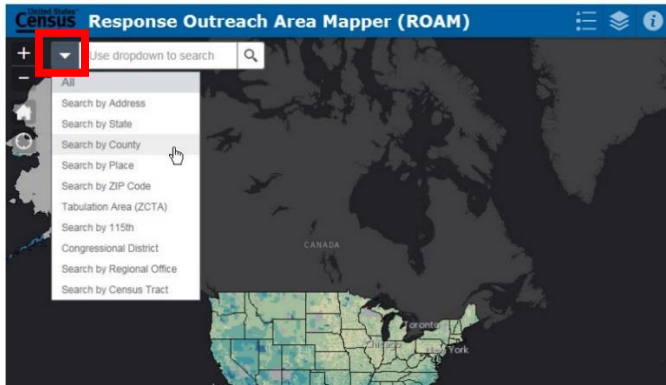 United States®
Census
Response Outreach Area Mapper (ROAM)
Use dropdown to search
All
Search by Address
Search by State
Search by County
Search by Place
Search by ZIP Code
Tabulation Area (ZCTA)
Search by 115th
Congressional District
Search by Regional Office
Search by Census Tract
CANADA
Toronto
Chicago
New York